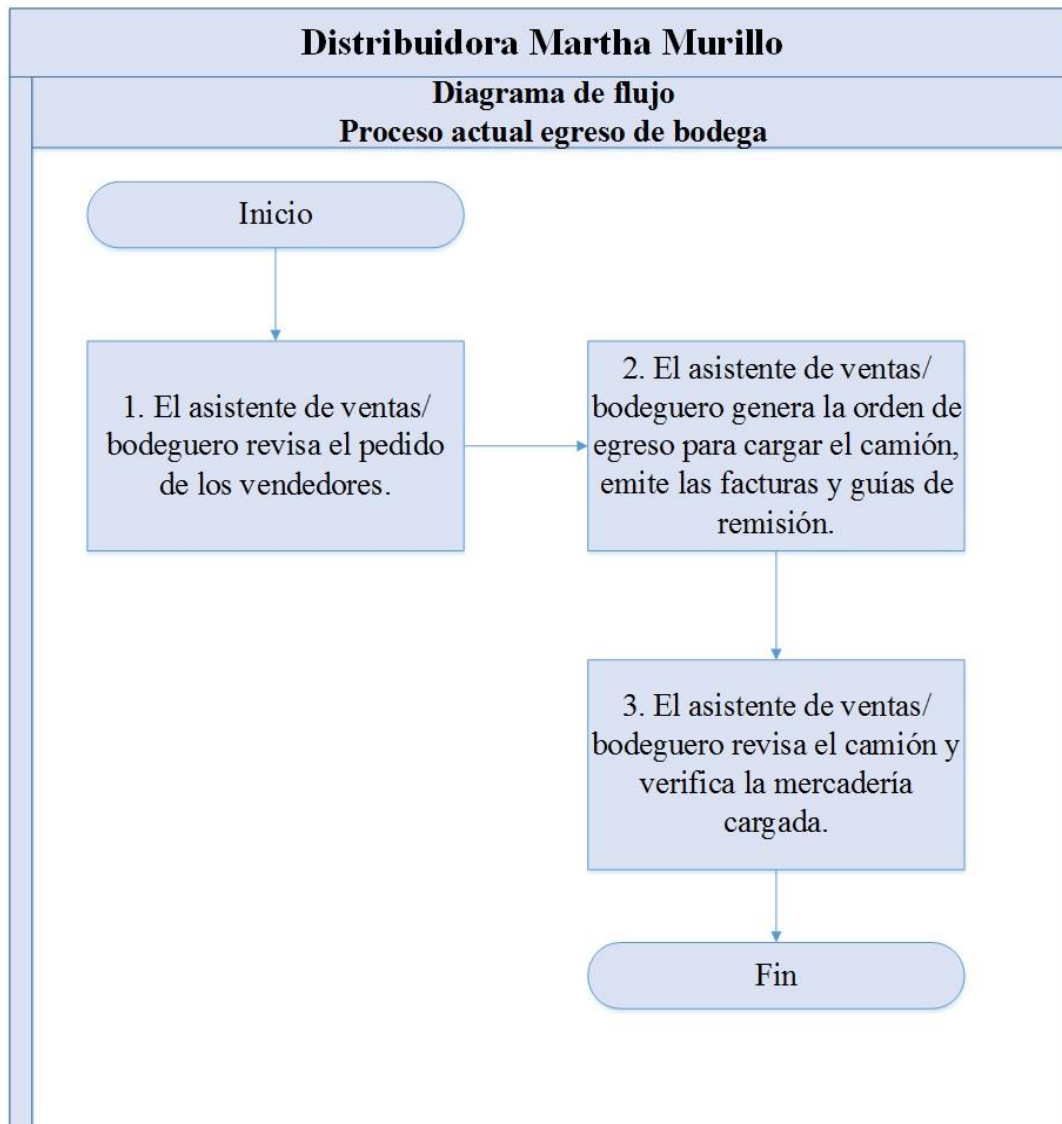 Distribuidora Martha Murillo
Diagrama de flujo
Proceso actual egreso de bodega
Inicio
1. El asistente de ventas/
bodeguero revisa el pedido
de los vendedores.
2. El asistente de ventas/
bodeguero genera la orden de
egreso para cargar el camión,
emite las facturas y guías de
remisión.
3. El asistente de ventas/
bodeguero revisa el camión y
verifica la mercadería
cargada.
Fin